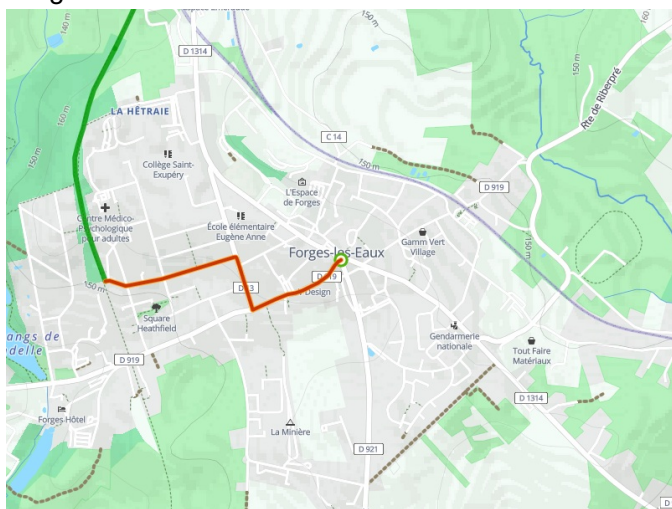 140 m
D 1314
150 m
LA HÊTRAIE
160 m
150 m
C 14
150 m
Rte de Riberpré
150 m
Collège Saint-
Exupéry
L'Espace
de Forges
D 919
Centre Médico-
Psychologique
pour adultes
École élémentaire
Eugène Anne
Gamm Vert
Village
Forges-les-Eaux
150 m
Design
Square
Heathfield
Gendarmerie
nationale
Tout Faire
Matériaux
D 919
Forges Hôtel
D 1314
La Minière
D 921
D